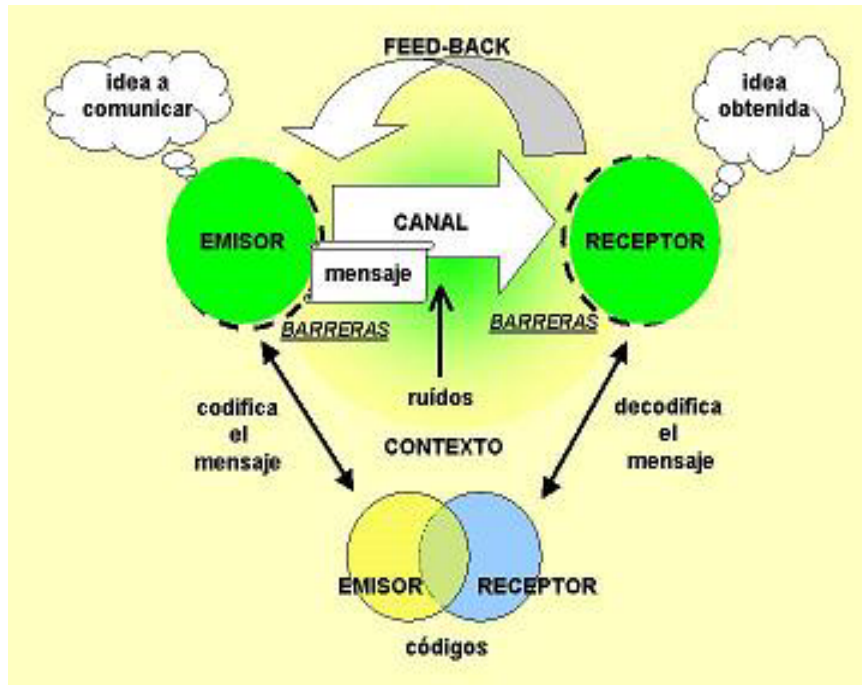 FEED-BACK
idea a
comunicar
idea
obtenida
EMISOR
CANAL
RECEPTOR
mensaje
BARRERAS
BARRERAS
ruídos
codifica
el
mensaje
decodifica
el
mensaje
CONTEXTO
EMISOR
RECEPTOR
códigos